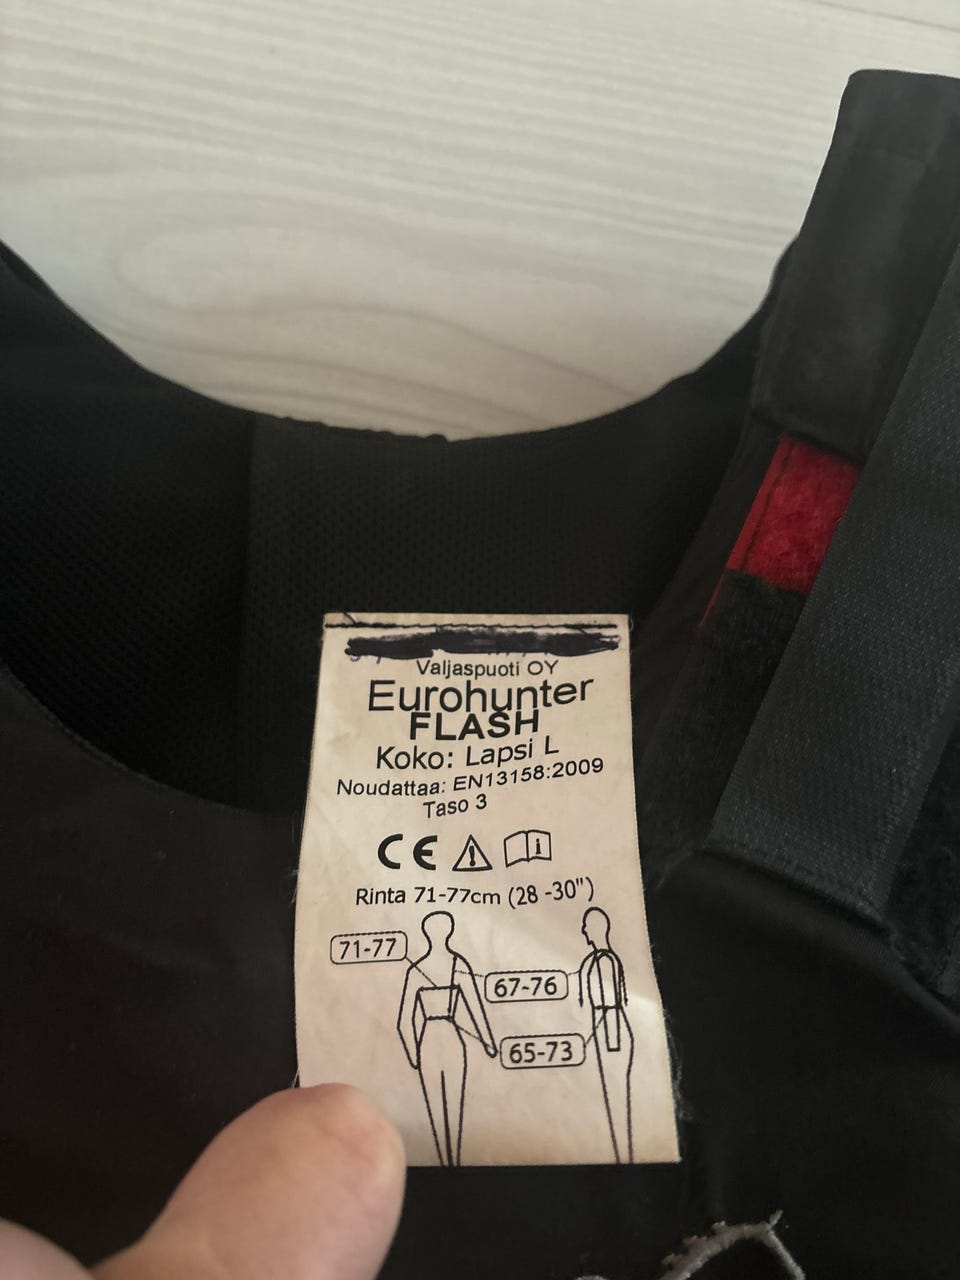 Valjaspuoti OY
Eurohunter
FLASH
Koko: Lapsi L
Noudattaa: EN13158:2009
Taso 3
CE
Rinta 71-77cm (28 -30")
71-77
67-76
65-73